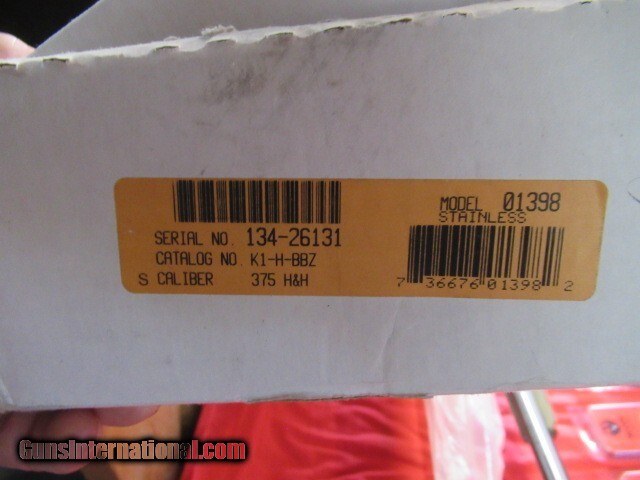 MODEL 01398
STAINLESS
SERIAL NO. 134-26131
CATALOG NO. K1-H-BBZ
S CALIBER 375 H&H
7 36676 01398 2
GunsInternational.com